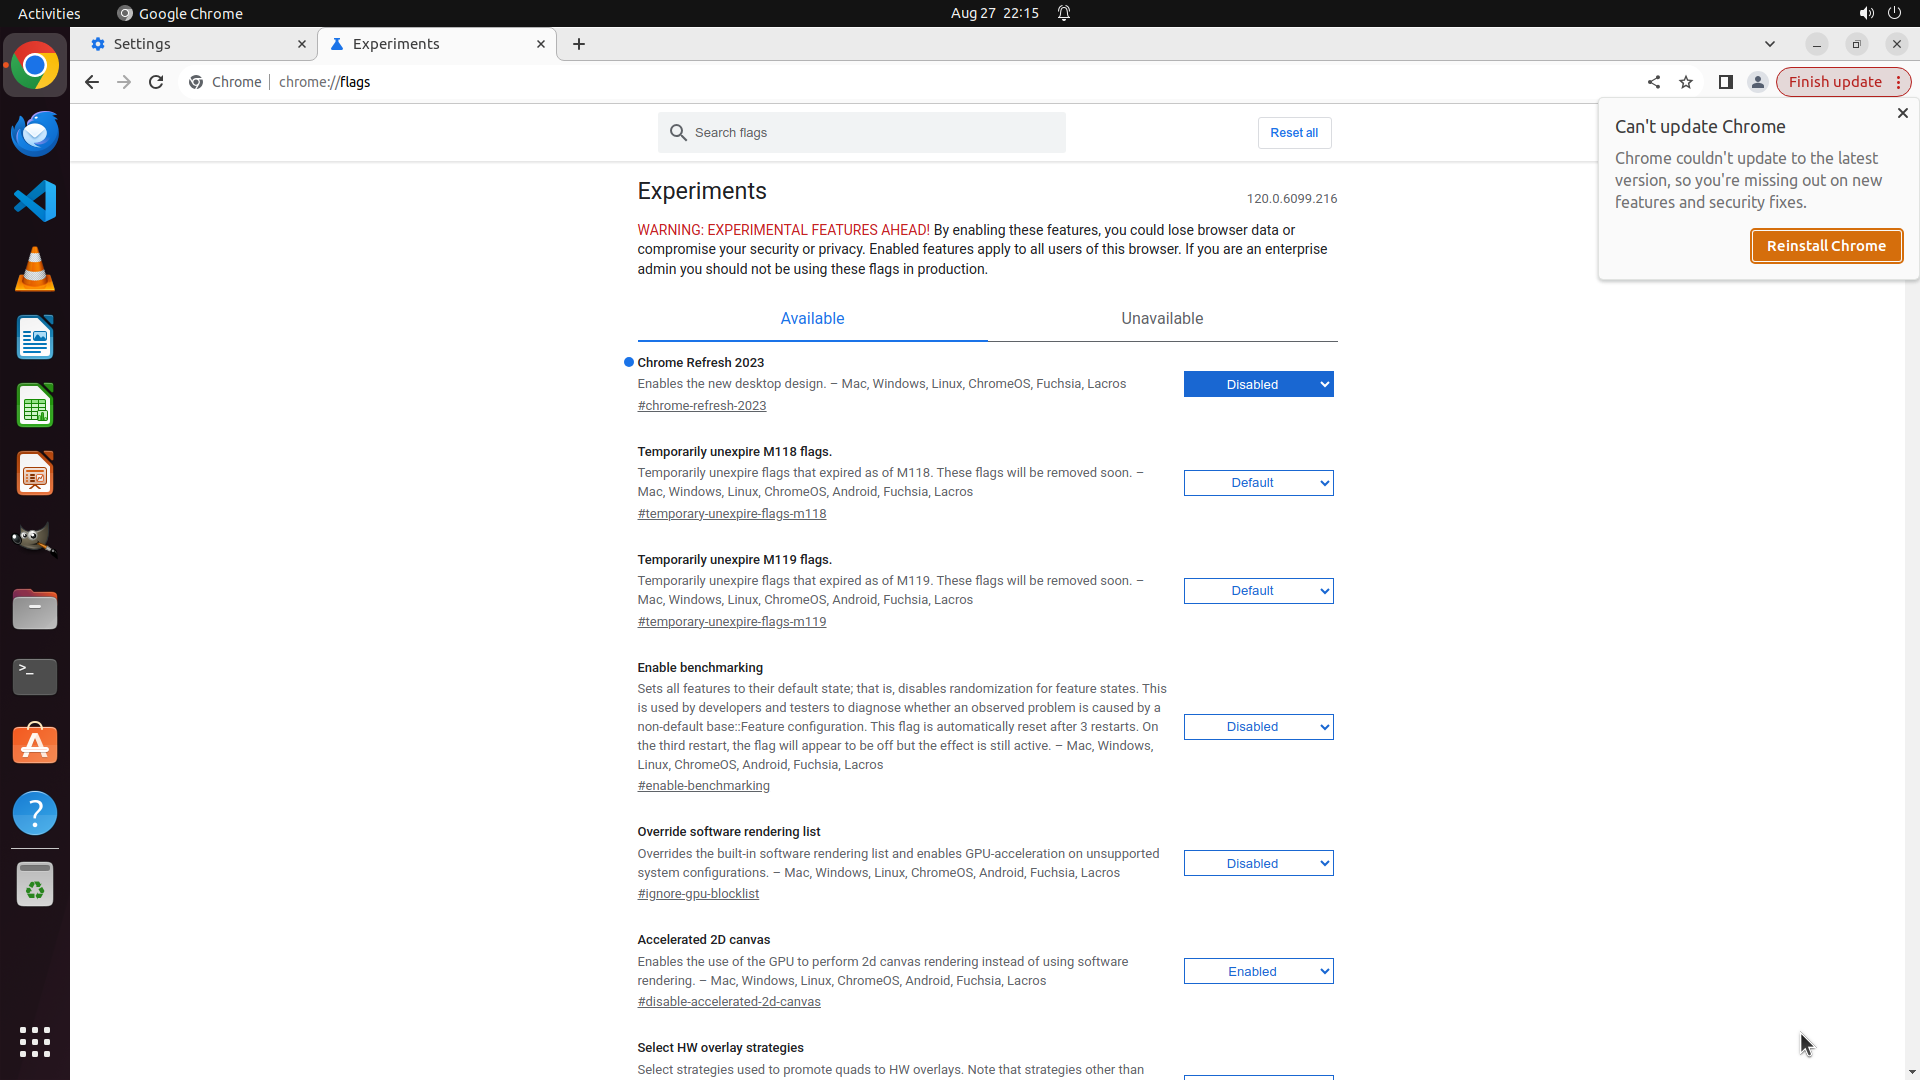 Activities
Google Chrome
Aug 27 22:15
Settings
Experiments
Chrome
chrome://flags
Finish update
Search flags
Reset all
Can't update Chrome
Chrome couldn't update to the latest
version, so you're missing out on new
features and security fixes.
Reinstall Chrome
Experiments
120.0.6099.216
WARNING: EXPERIMENTAL FEATURES AHEAD! By enabling these features, you could lose browser data or
compromise your security or privacy. Enabled features apply to all users of this browser. If you are an enterprise
admin you should not be using these flags in production.
Available
Unavailable
Chrome Refresh 2023
Enables the new desktop design. – Mac, Windows, Linux, ChromeOS, Fuchsia, Lacros
#chrome-refresh-2023
Disabled
Temporarily unexpire M118 flags.
Temporarily unexpire flags that expired as of M118. These flags will be removed soon. –
Mac, Windows, Linux, ChromeOS, Android, Fuchsia, Lacros
#temporary-unexpire-flags-m118
Default
Temporarily unexpire M119 flags.
Temporarily unexpire flags that expired as of M119. These flags will be removed soon. –
Mac, Windows, Linux, ChromeOS, Android, Fuchsia, Lacros
#temporary-unexpire-flags-m119
Default
Enable benchmarking
Sets all features to their default state; that is, disables randomization for feature states. This
is used by developers and testers to diagnose whether an observed problem is caused by a
non-default base::Feature configuration. This flag is automatically reset after 3 restarts. On
the third restart, the flag will appear to be off but the effect is still active. – Mac, Windows,
Linux, ChromeOS, Android, Fuchsia, Lacros
#enable-benchmarking
Disabled
Override software rendering list
Overrides the built-in software rendering list and enables GPU-acceleration on unsupported
system configurations. – Mac, Windows, Linux, ChromeOS, Android, Fuchsia, Lacros
#ignore-gpu-blocklist
Disabled
Accelerated 2D canvas
Enables the use of the GPU to perform 2d canvas rendering instead of using software
rendering. – Mac, Windows, Linux, ChromeOS, Android, Fuchsia, Lacros
#disable-accelerated-2d-canvas
Enabled
Select HW overlay strategies
Select strategies used to promote quads to HW overlays. Note that strategies other than